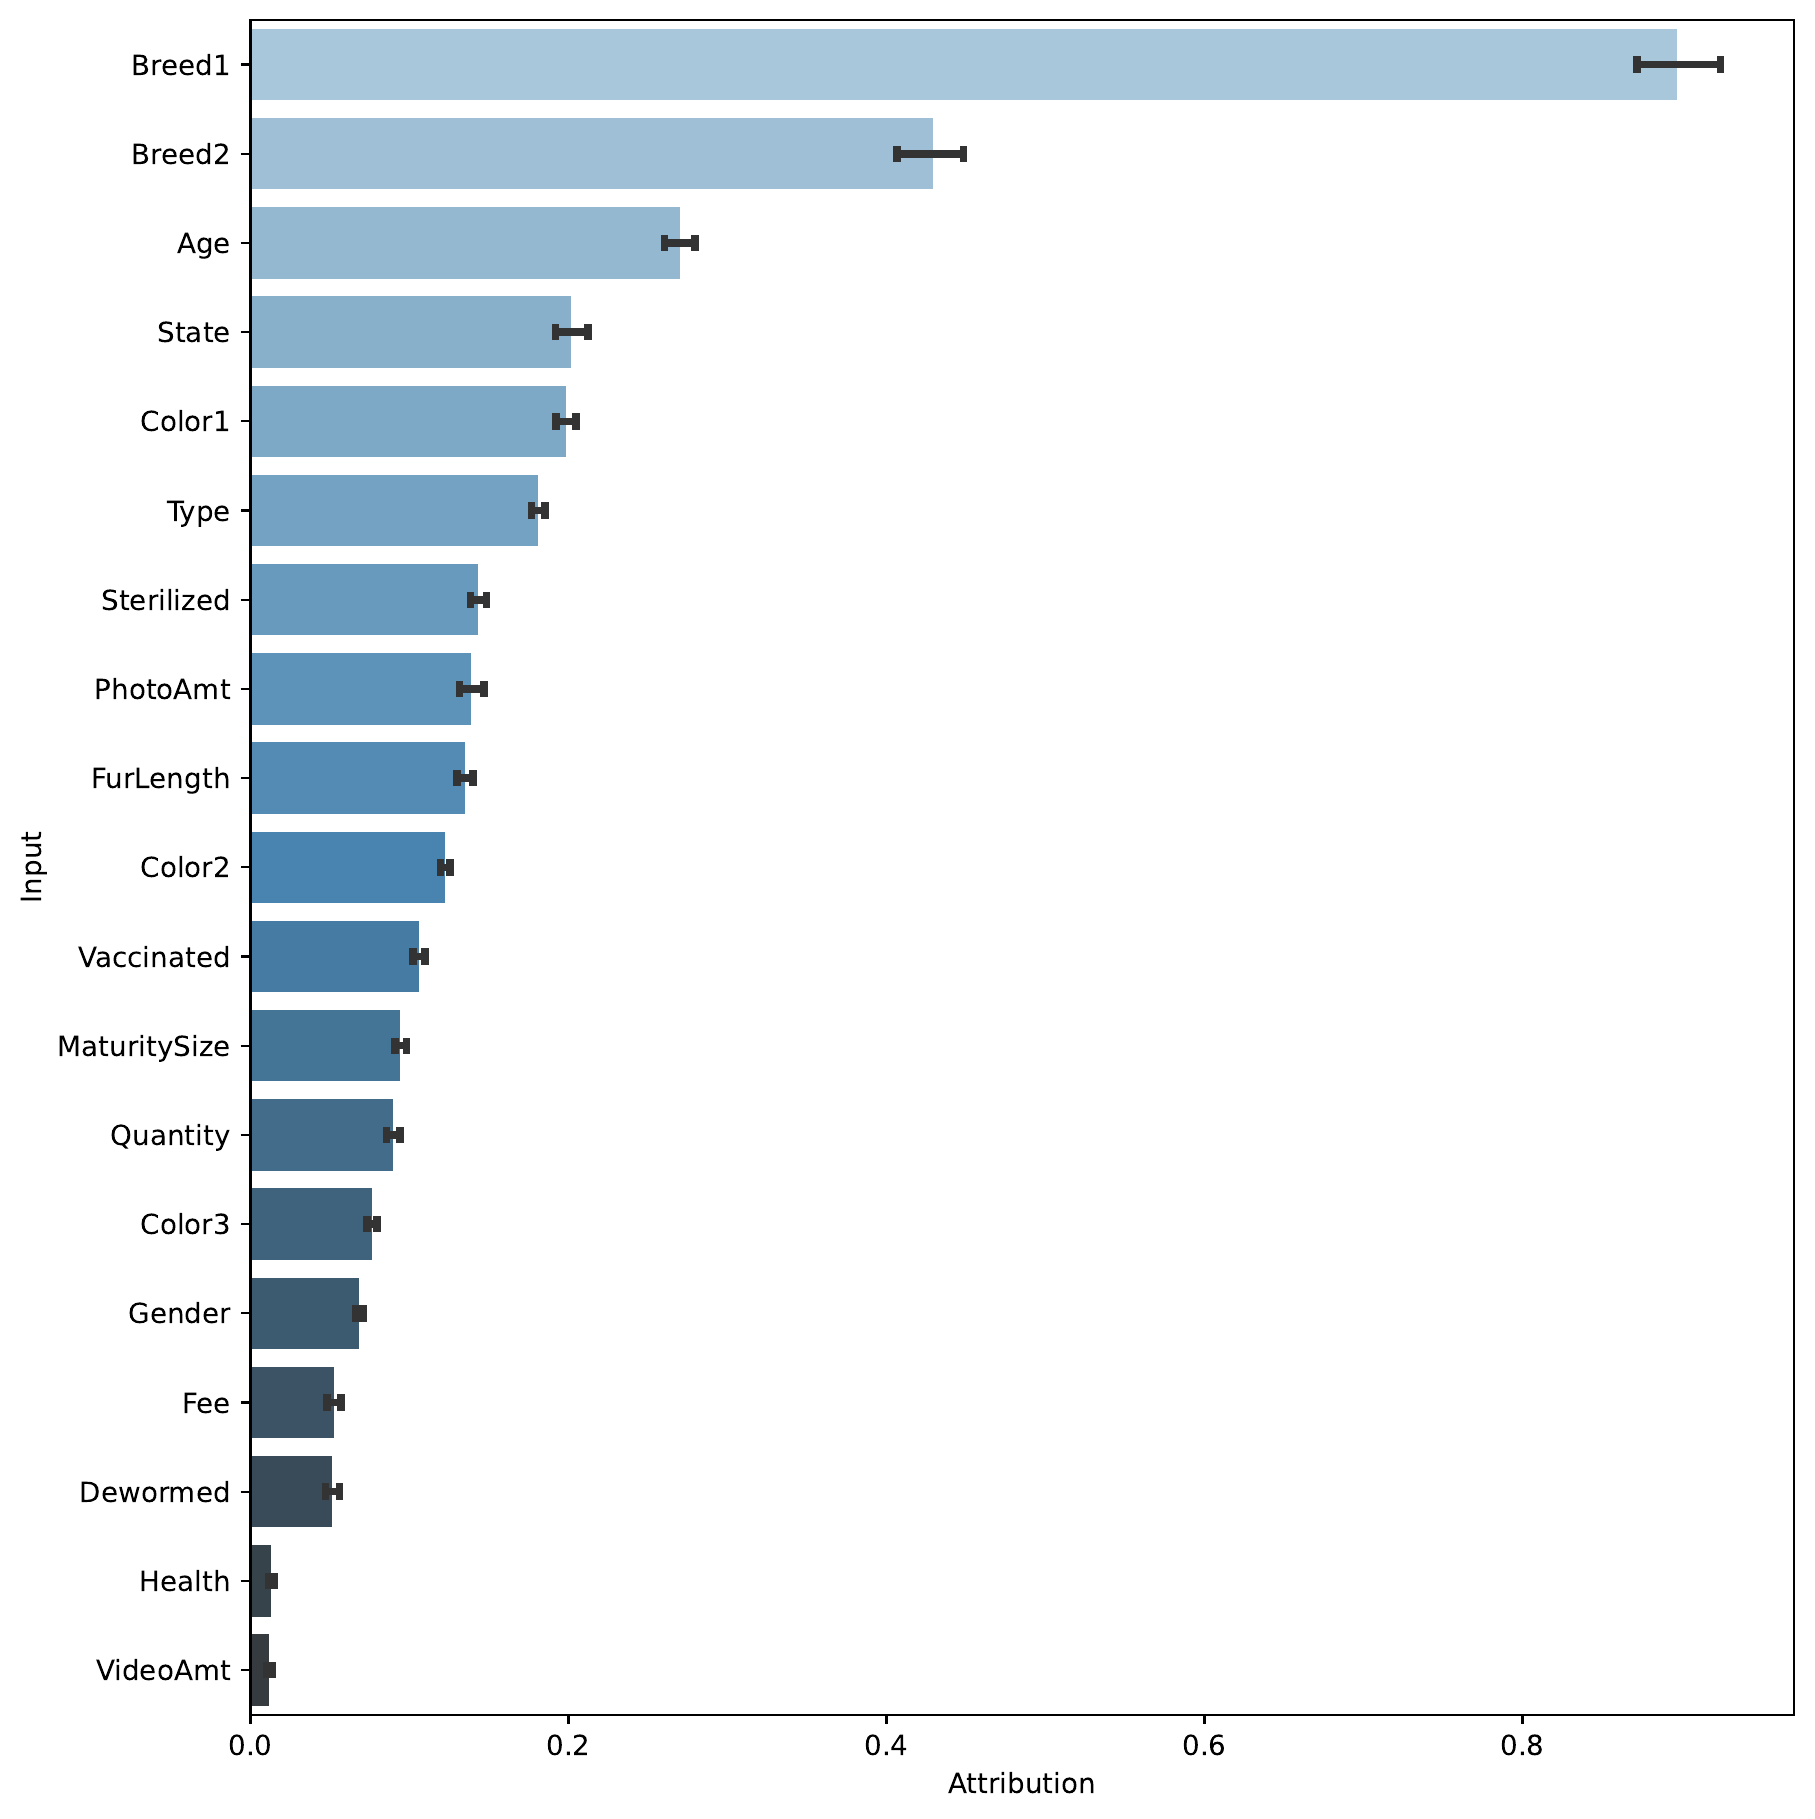 Breed1
Breed2
Age
State
Color1
Type
Sterilized
PhotoAmt
FurLength
Color2
Vaccinated
MaturitySize
Quantity
Color3
Gender
Fee
Dewormed
Health
VideoAmt
Input
0.0 0.2 0.4 0.6 0.8
Attribution